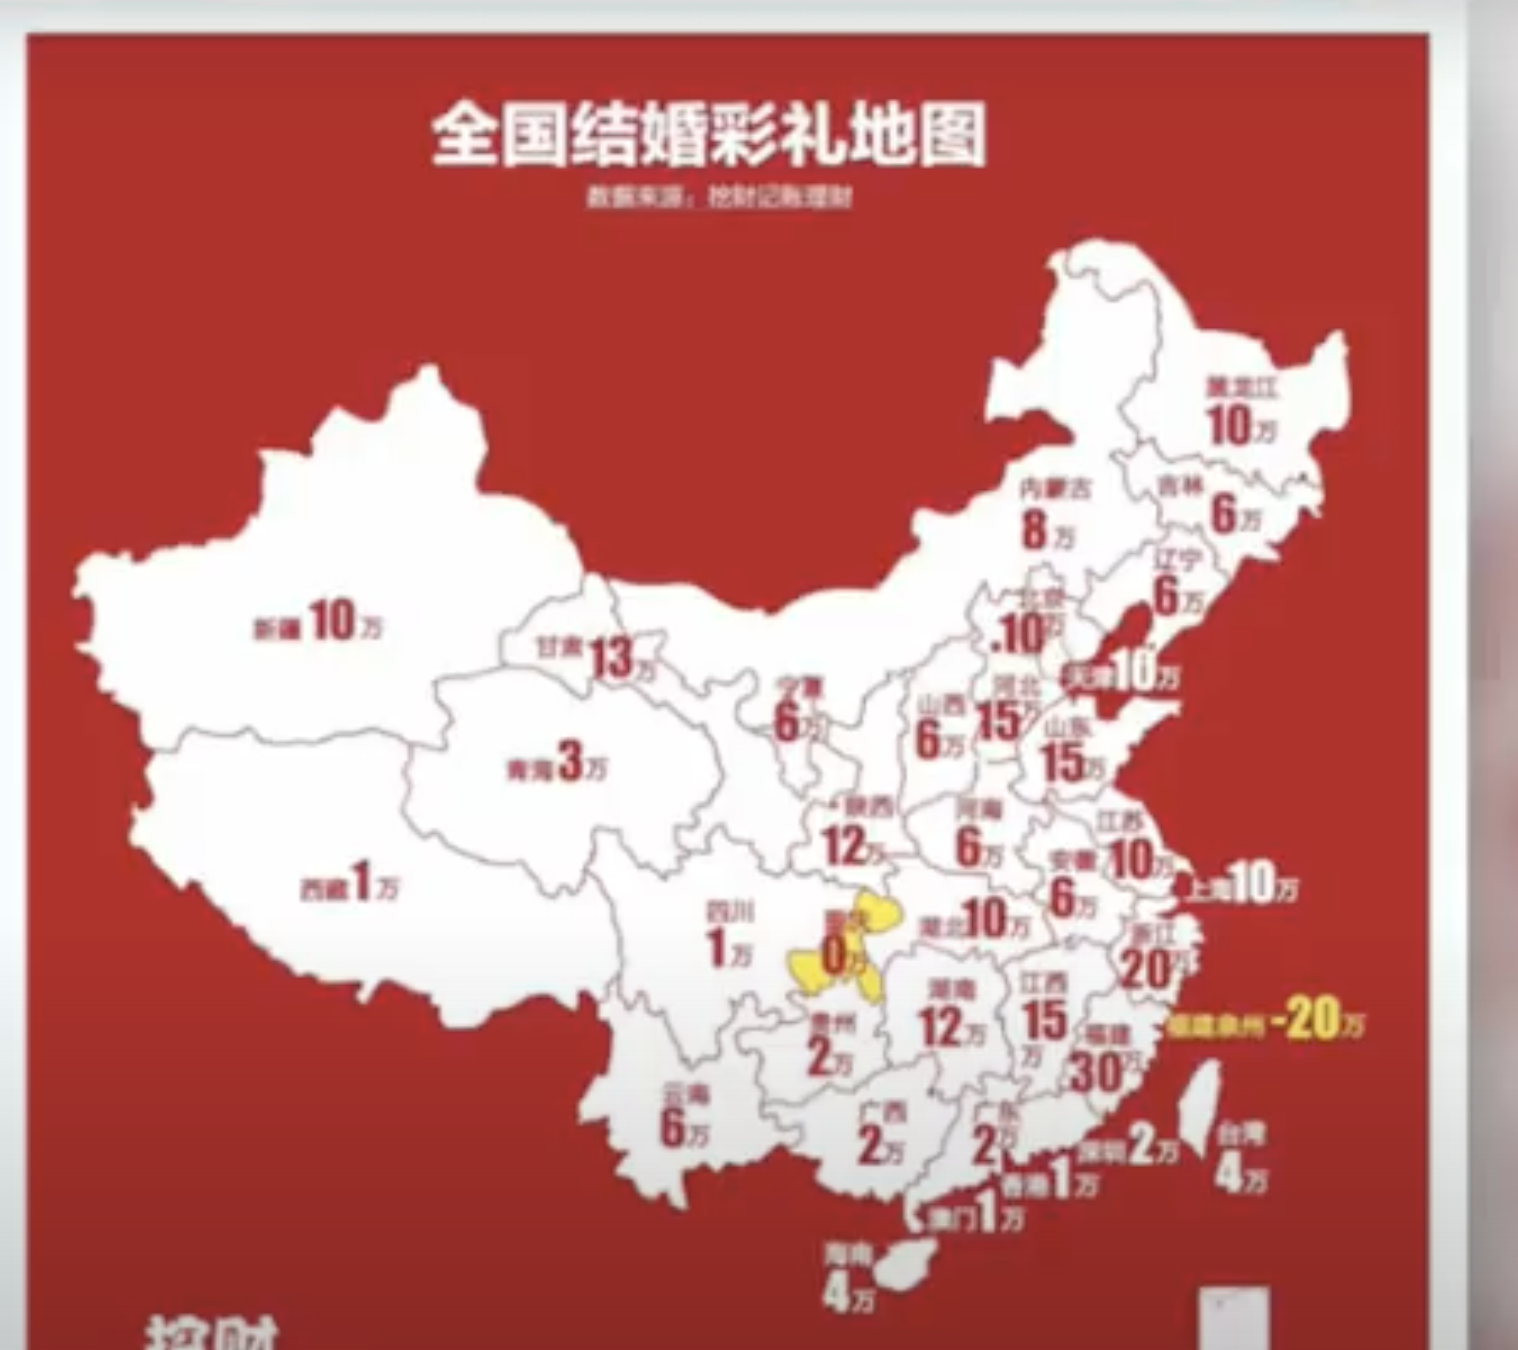 全国结婚彩礼地图
数据来源：挖财记账理财
黑龙江
10万
内蒙古
8万
吉林
6万
辽宁
6万
北京
.10万
天津10万
新疆10万
甘肃13万
宁夏
6万
山西
6万
河北
15万
山东
15万
青海3万
陕西
12万
河南
6万
江苏
10万
安徽
6万
上海10万
西藏1万
四川
1万
重庆
0万
湖北10万
浙江
20万
湖南
12万
江西
15
万
福建泉州 -20万
贵州
2万
福建
30万
云南
6万
广西
2万
广东
2万
深圳2万
台湾
4万
香港1万
澳门1万
海南
4万
挖财